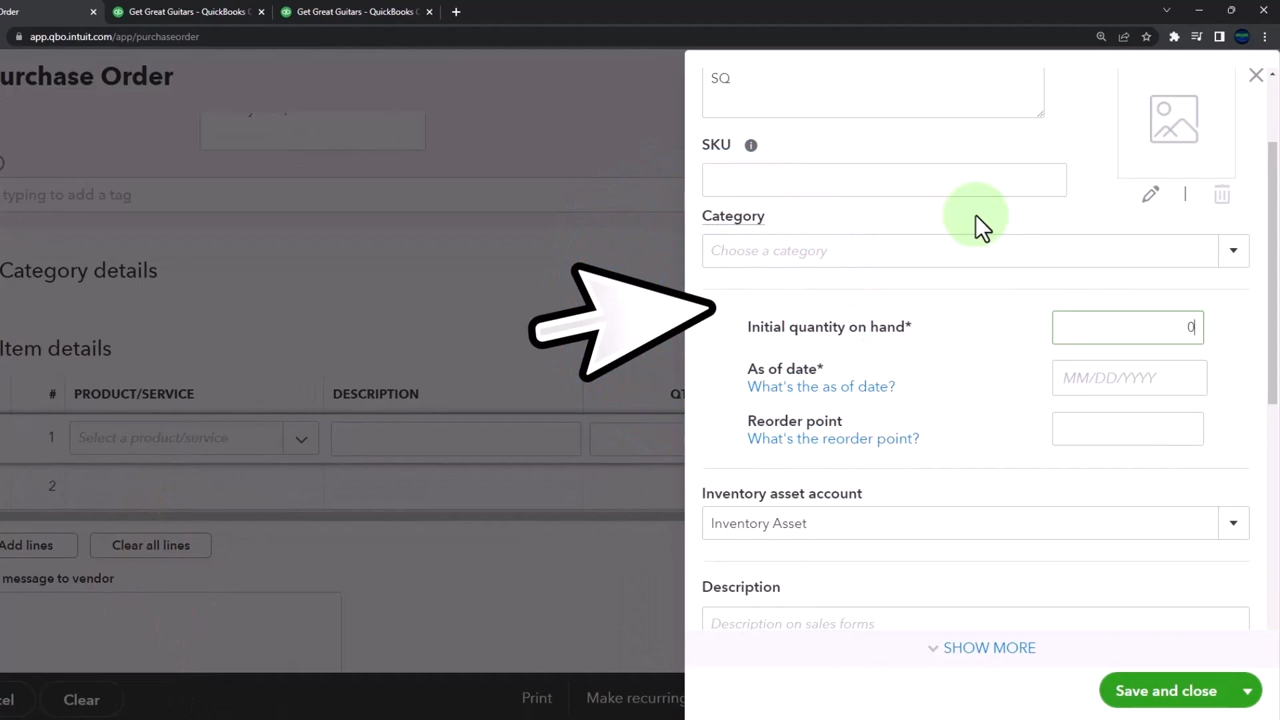 Order
Get Great Guitars - QuickBooks
Get Great Guitars - QuickBooks
app.qbo.intuit.com/app/purchaseorder
urchase Order
typing to add a tag
Category details
Item details
# PRODUCT/SERVICE DESCRIPTION QT
1 Select a product/service
2
Add lines Clear all lines
message to vendor
cel Clear Print Make recurring
SQ
SKU
Category
Choose a category
Initial quantity on hand* 0
As of date* MM/DD/YYYY
What's the as of date?
Reorder point
What's the reorder point?
Inventory asset account
Inventory Asset
Description
Description on sales forms
SHOW MORE
Save and close